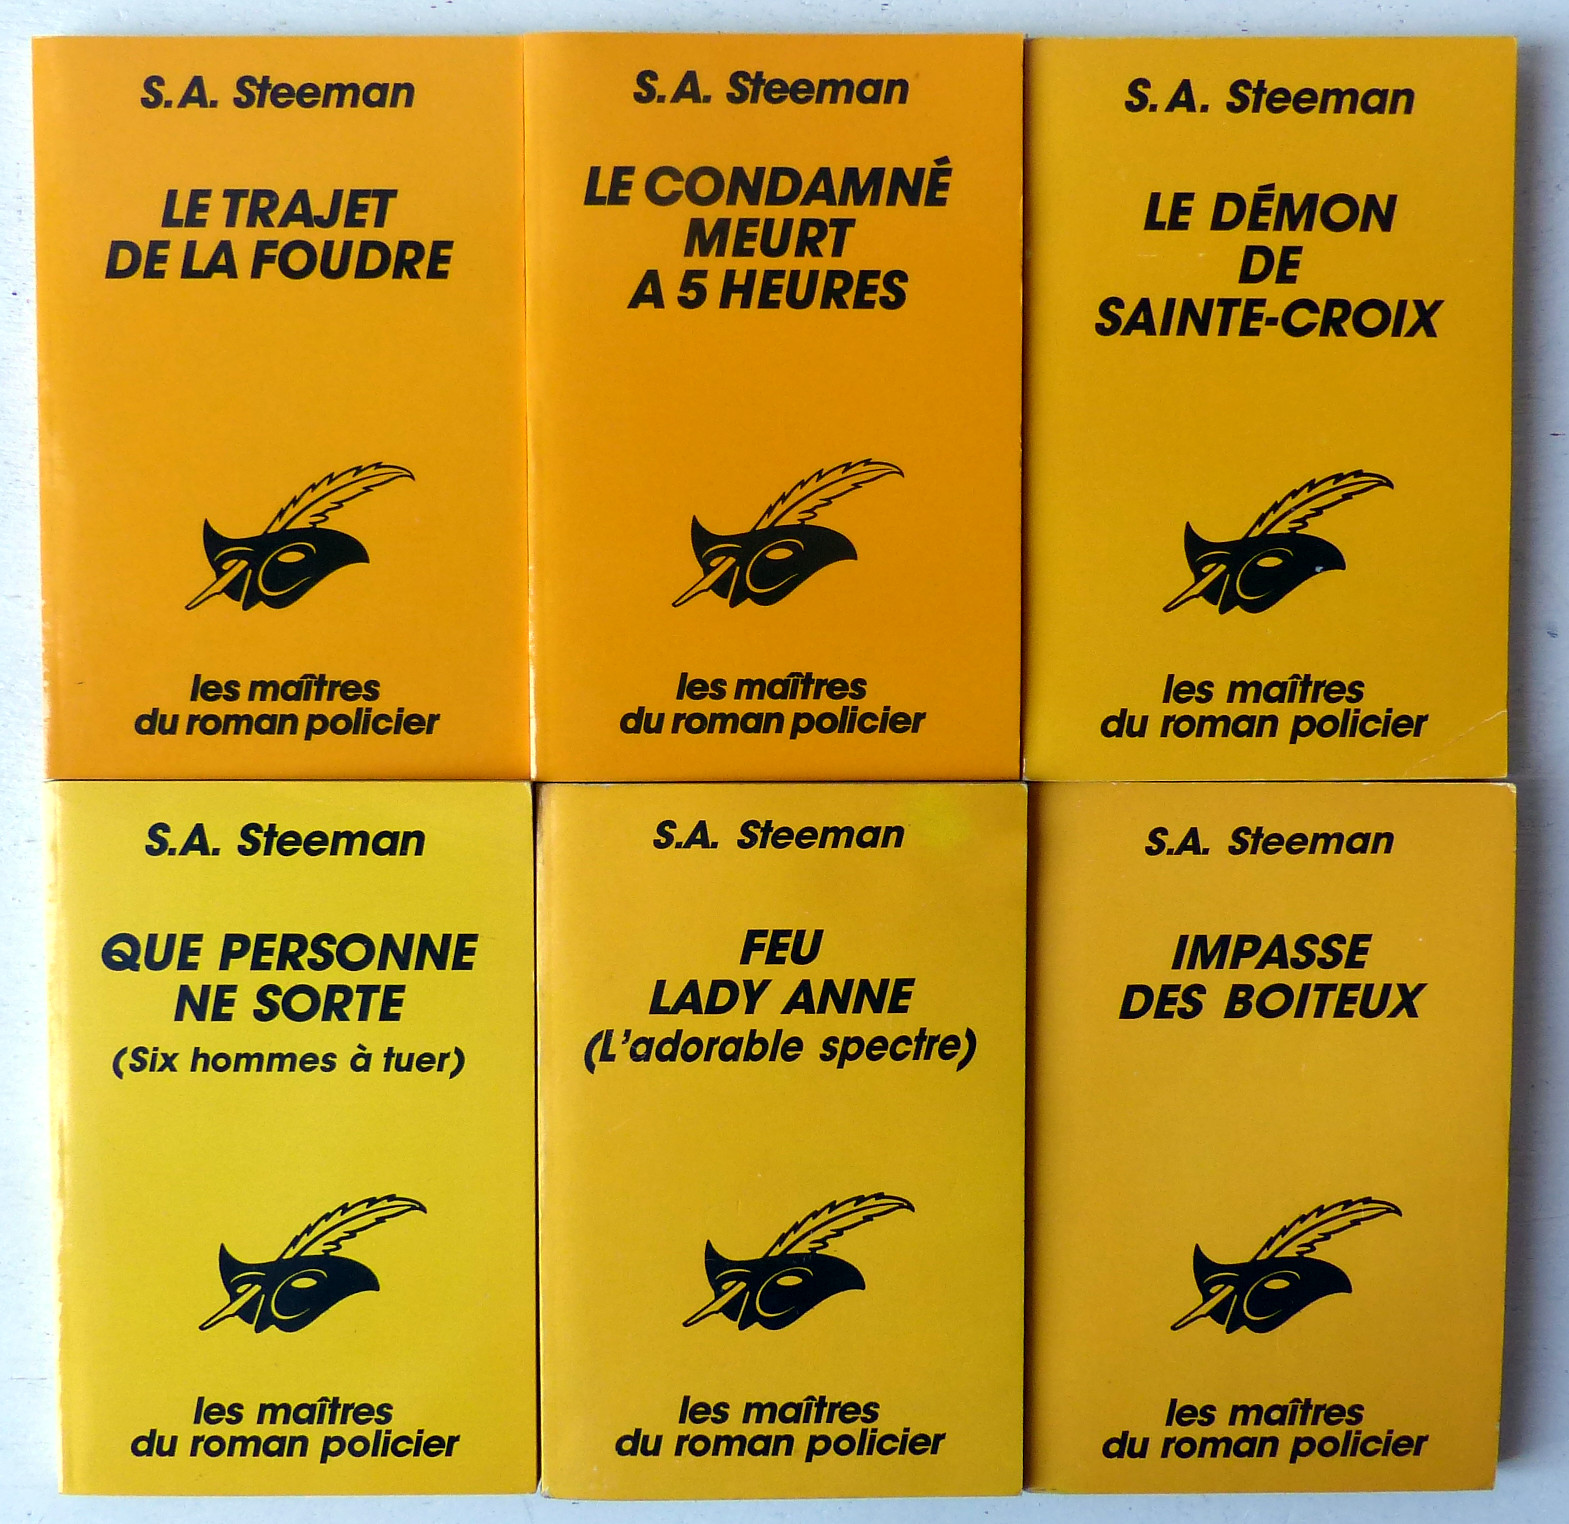 S.A. Steeman
LE TRAJET
DE LA FOUDRE
les maîtres
du roman policier
S.A. Steeman
LE CONDAMNÉ
MEURT
A 5 HEURES
les maîtres
du roman policier
S.A. Steeman
LE DÉMON
DE
SAINTE-CROIX
les maîtres
du roman policier
S.A. Steeman
QUE PERSONNE
NE SORTE
(Six hommes à tuer)
les maîtres
du roman policier
S.A. Steeman
FEU
LADY ANNE
(L'adorable spectre)
les maîtres
du roman policier
S.A. Steeman
IMPASSE
DES BOITEUX
les maîtres
du roman policier